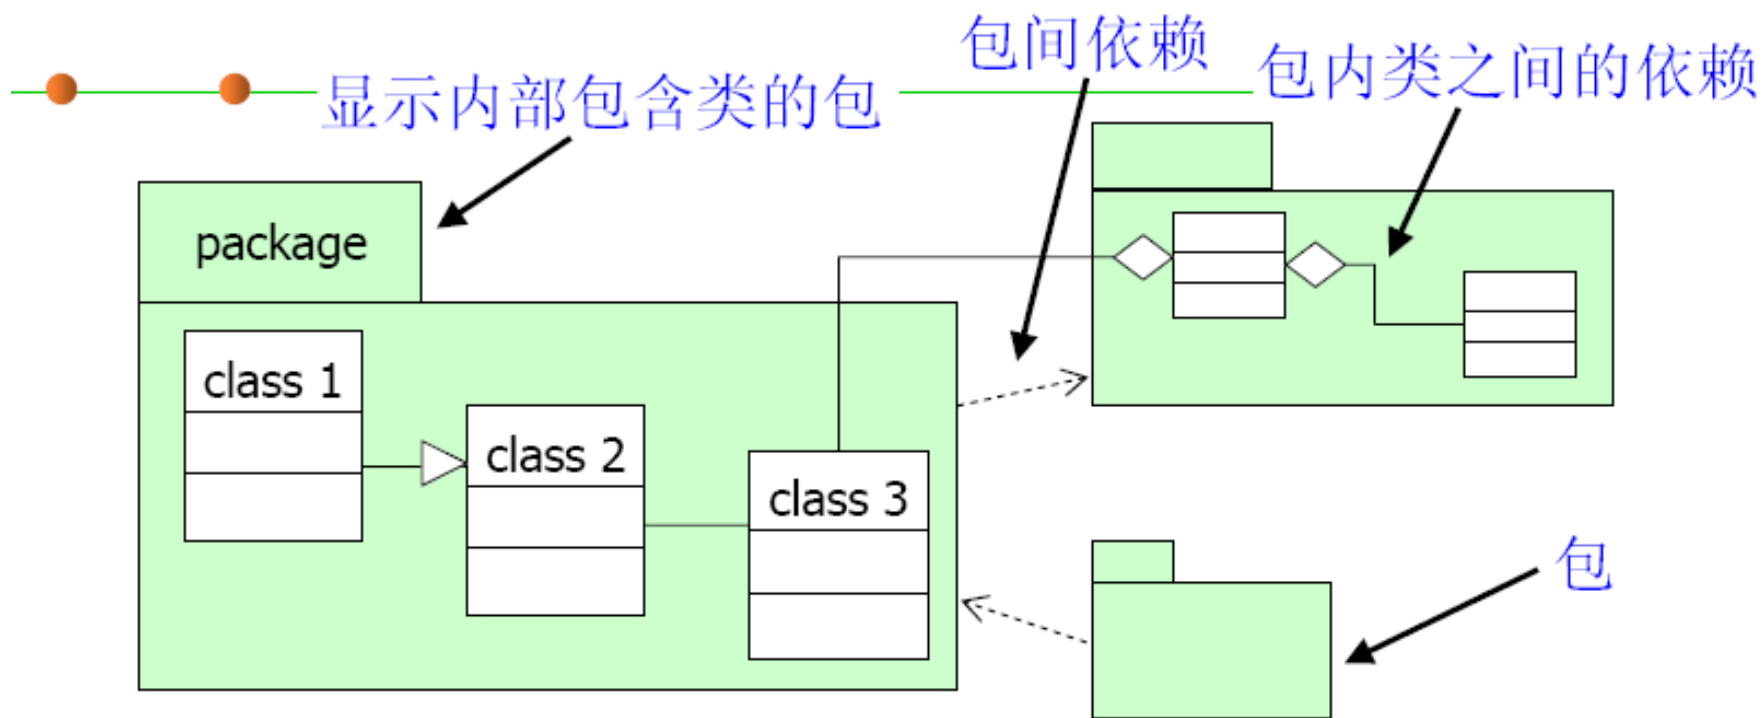 包间依赖
包内类之间的依赖
显示内部包含类的包
package
class 1
class 2
class 3
包